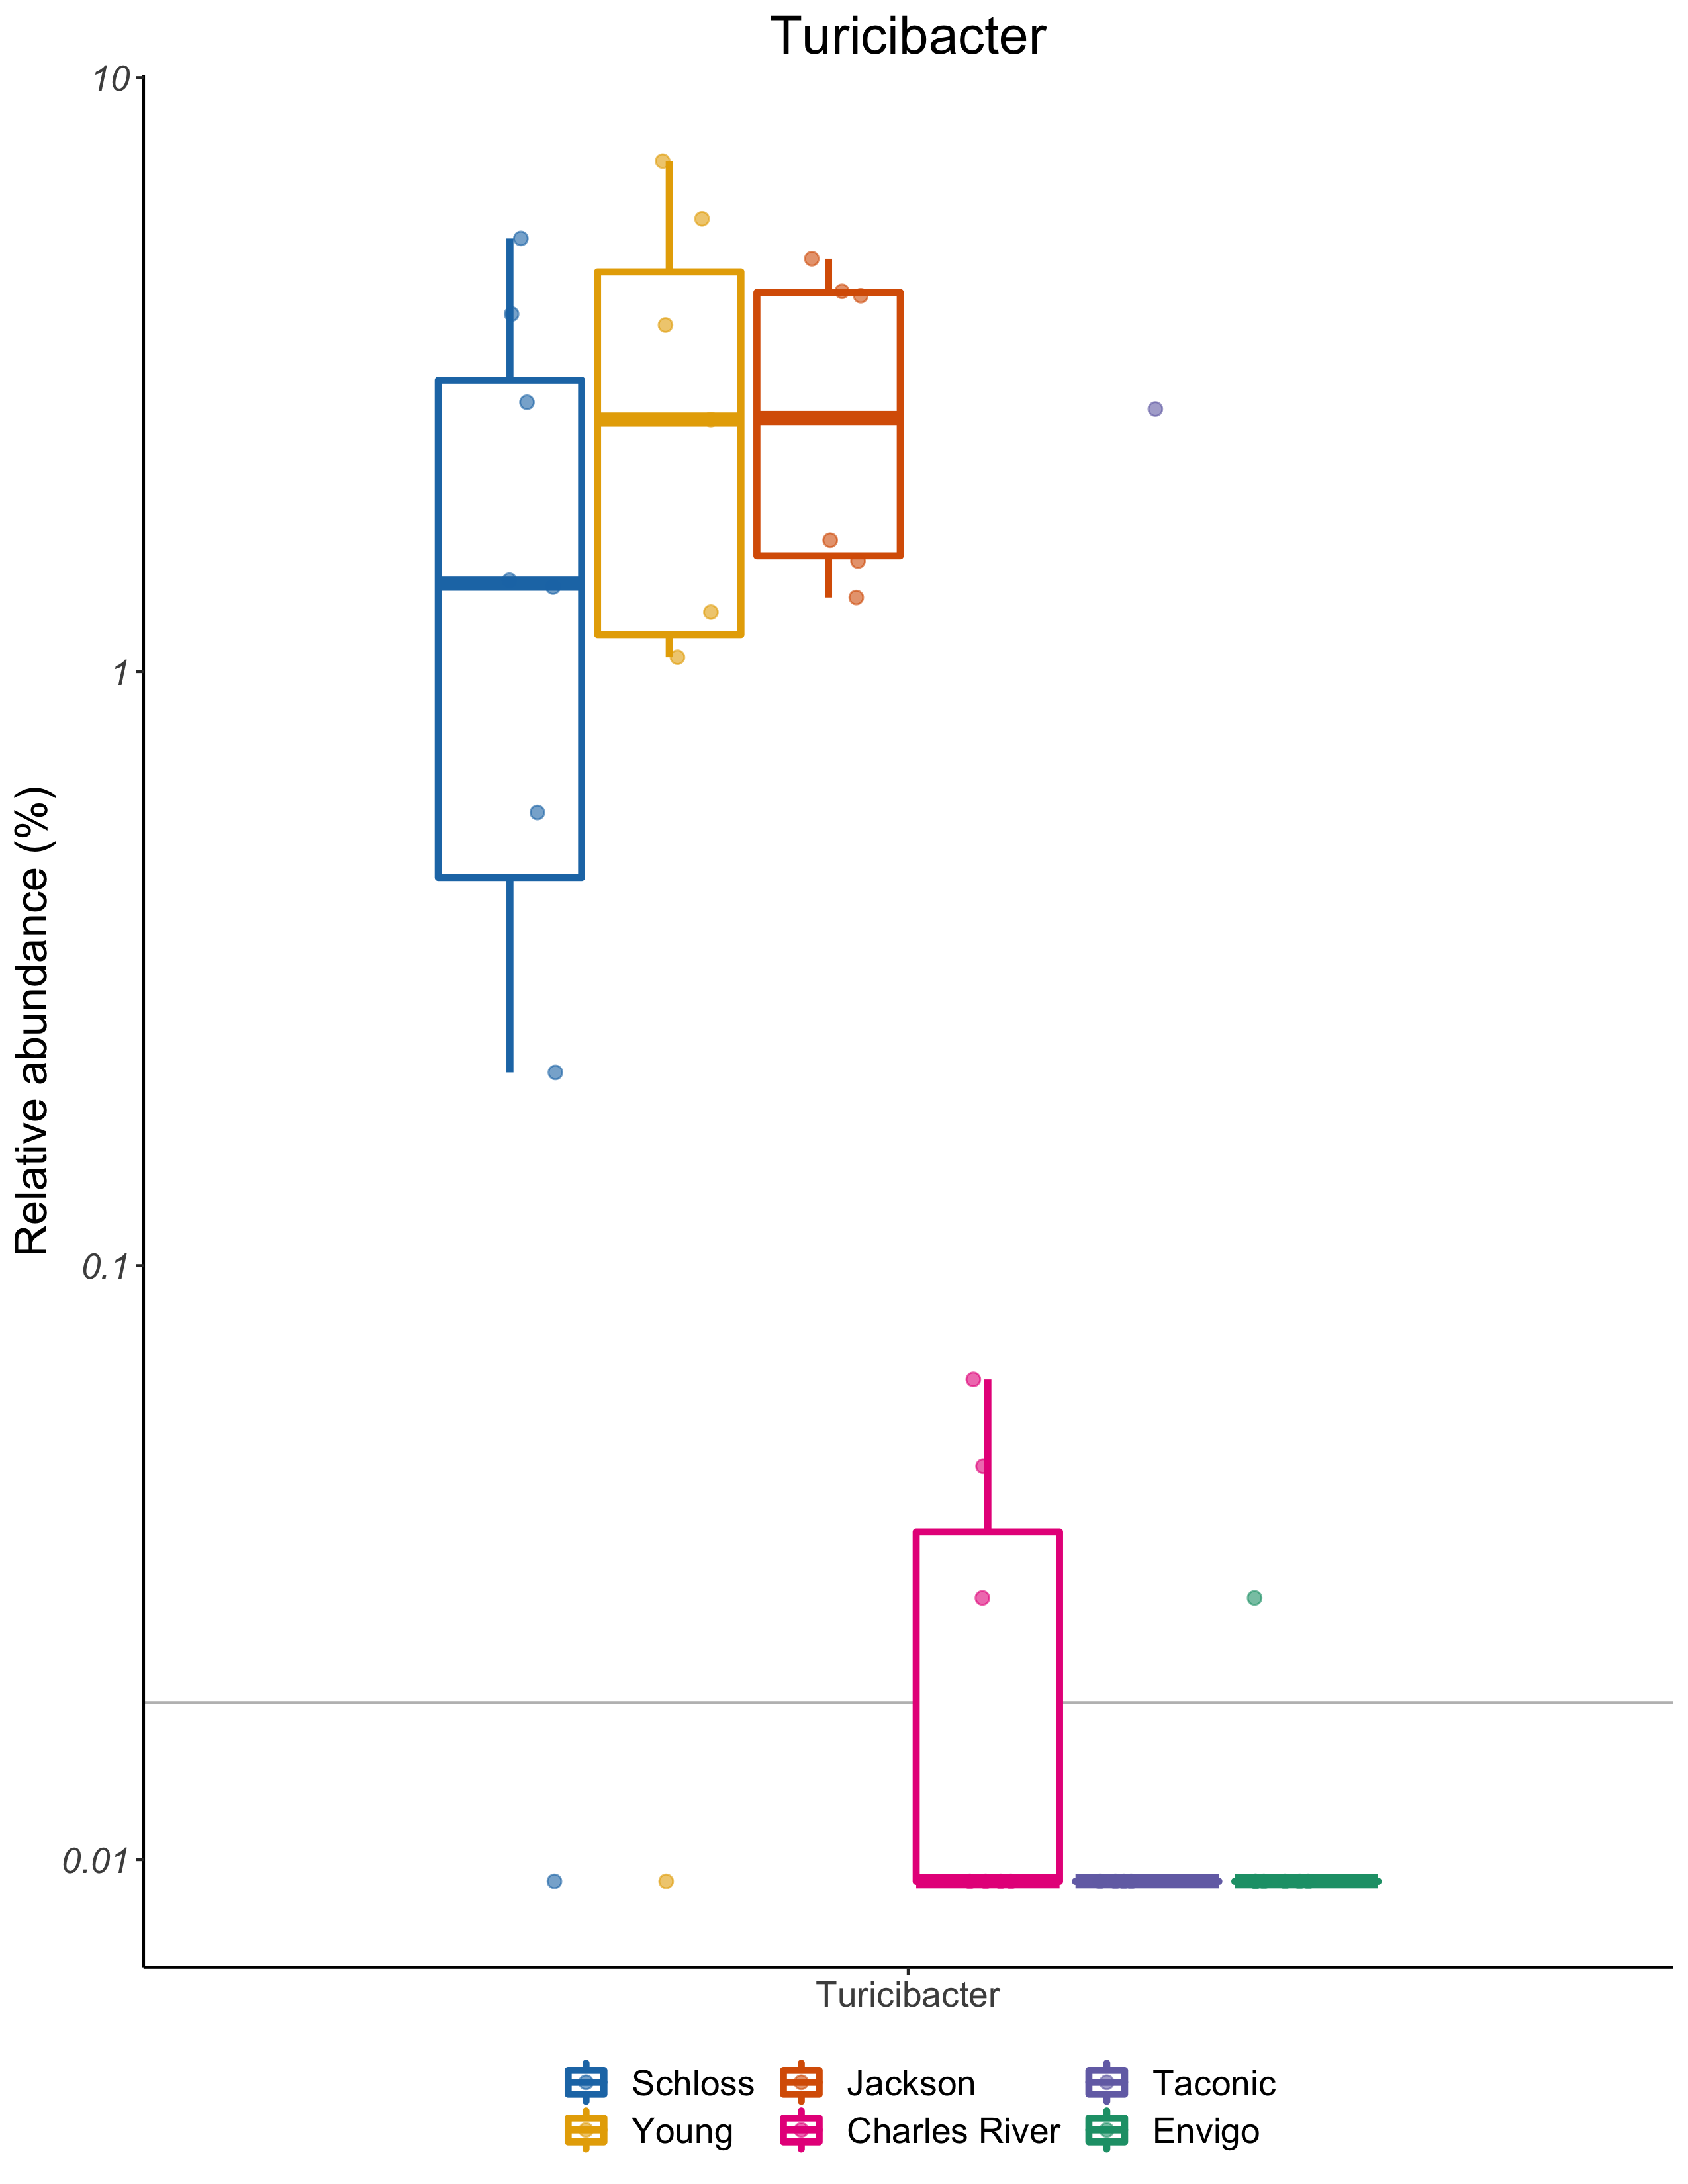 Turicibacter
10
1
0.1
0.01
Relative abundance (%)
Turicibacter
Schloss
Jackson
Taconic
Young
Charles River
Envigo